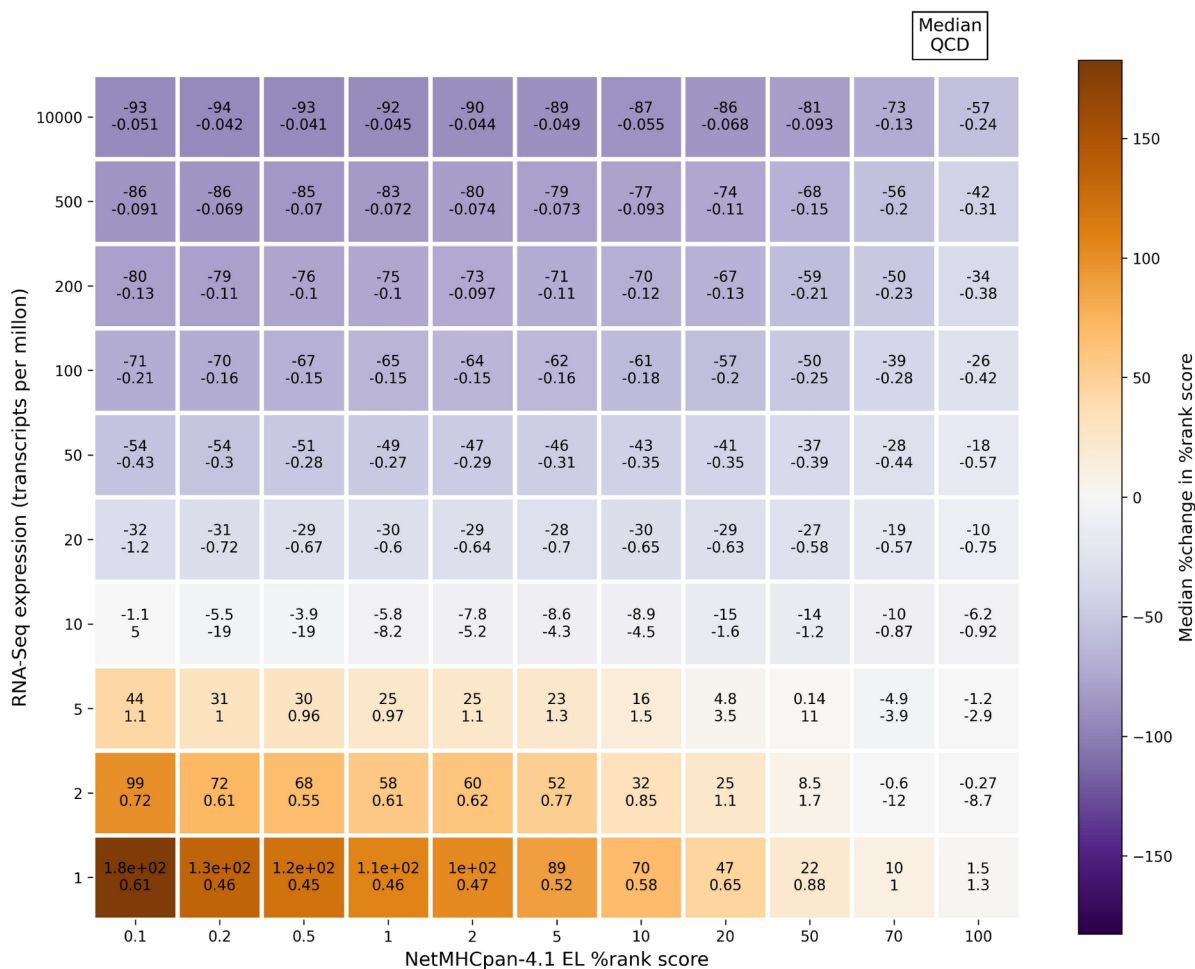 Median
QCD
10000
-93 -94 -93 -92 -90 -89 -87 -86 -81 -73 -57
-0.051 -0.042 -0.041 -0.045 -0.044 -0.049 -0.055 -0.068 -0.093 -0.13 -0.24
500
-86 -86 -85 -83 -80 -79 -77 -74 -68 -56 -42
-0.091 -0.069 -0.07 -0.072 -0.074 -0.073 -0.093 -0.11 -0.15 -0.2 -0.31
200
-80 -79 -76 -75 -73 -71 -70 -67 -59 -50 -34
-0.13 -0.11 -0.1 -0.1 -0.097 -0.11 -0.12 -0.13 -0.21 -0.23 -0.38
100
-71 -70 -67 -65 -64 -62 -61 -57 -50 -39 -26
-0.21 -0.16 -0.15 -0.15 -0.15 -0.16 -0.18 -0.2 -0.25 -0.28 -0.42
50
-54 -54 -51 -49 -47 -46 -43 -41 -37 -28 -18
-0.43 -0.3 -0.28 -0.27 -0.29 -0.31 -0.35 -0.35 -0.39 -0.44 -0.57
20
-32 -31 -29 -30 -29 -28 -30 -29 -27 -19 -10
-1.2 -0.72 -0.67 -0.6 -0.64 -0.7 -0.65 -0.63 -0.58 -0.57 -0.75
10
-1.1 -5.5 -3.9 -5.8 -7.8 -8.6 -8.9 -15 -14 -10 -6.2
5 -19 -19 -8.2 -5.2 -4.3 -4.5 -1.6 -1.2 -0.87 -0.92
5
44 31 30 25 25 23 16 4.8 0.14 -4.9 -1.2
1.1 1 0.96 0.97 1.1 1.3 1.5 3.5 11 -3.9 -2.9
2
99 72 68 58 60 52 32 25 8.5 -0.6 -0.27
0.72 0.61 0.55 0.61 0.62 0.77 0.85 1.1 1.7 -12 -8.7
1
1.8e+02 1.3e+02 1.2e+02 1.1e+02 1e+02 89 70 47 22 10 1.5
0.61 0.46 0.45 0.46 0.47 0.52 0.58 0.65 0.88 1 1.3
0.1 0.2 0.5 1 2 5 10 20 50 70 100
NetMHCpan-4.1 EL %rank score
RNA-Seq expression (transcripts per millon)
150
100
50
0
−50
−100
−150
Median %change in %rank score